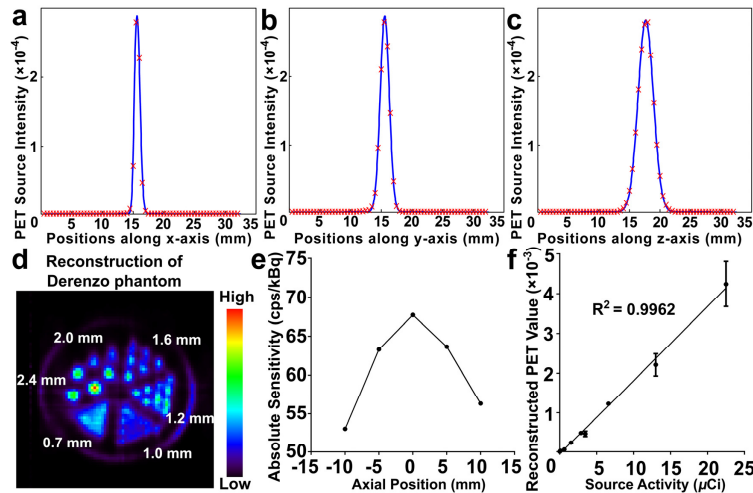 a
PET Source Intensity (×10⁻⁴)
2
1
0 5 10 15 20 25 30 35
Positions along x-axis (mm)
b
PET Source Intensity (×10⁻⁴)
2
1
0 5 10 15 20 25 30 35
Positions along y-axis (mm)
c
PET Source Intensity (×10⁻⁴)
2
1
0 5 10 15 20 25 30 35
Positions along z-axis (mm)
d
Reconstruction of
Derenzo phantom
2.0 mm
1.6 mm
2.4 mm
1.2 mm
0.7 mm
1.0 mm
High
Low
e
Absolute Sensitivity (cps/kBq)
75
70
65
60
55
50
-15 -10 -5 0 5 10 15
Axial Position (mm)
f
Reconstructed PET Value (×10⁻³)
5
4
3
2
1
R² = 0.9962
0 5 10 15 20 25
Source Activity (μCi)